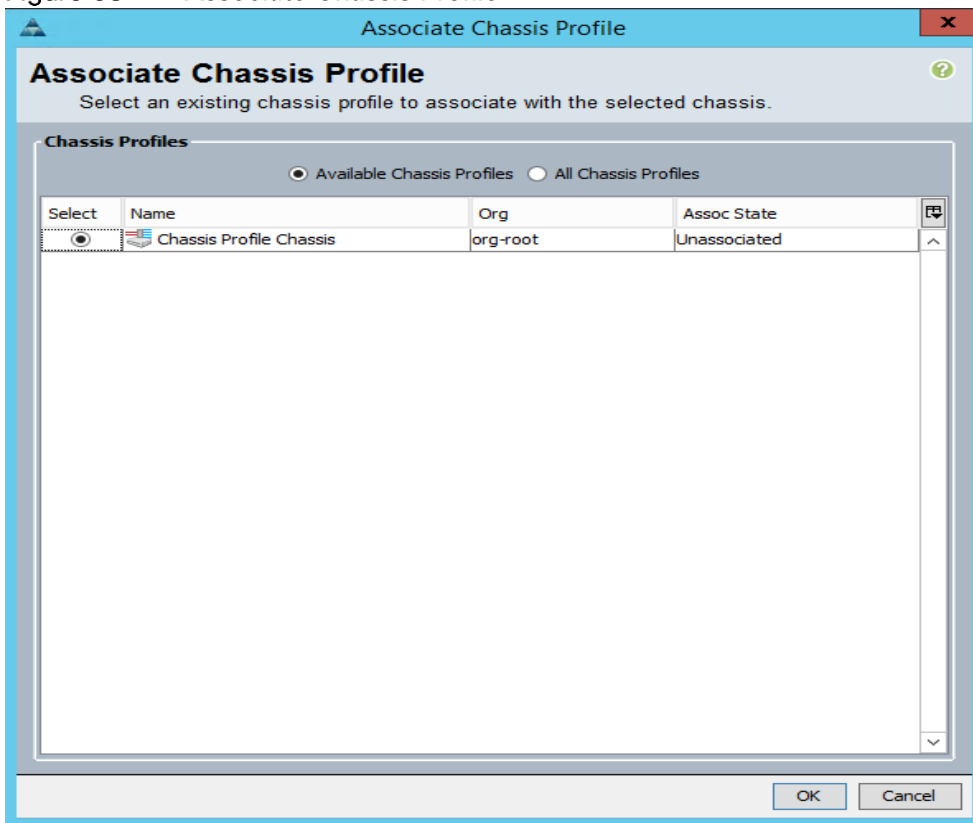 Associate Chassis Profile
x
Associate Chassis Profile
?
Select an existing chassis profile to associate with the selected chassis.
Chassis Profiles
Available Chassis Profiles All Chassis Profiles
Select Name Org Assoc State
Chassis Profile Chassis org-root Unassociated
OK Cancel